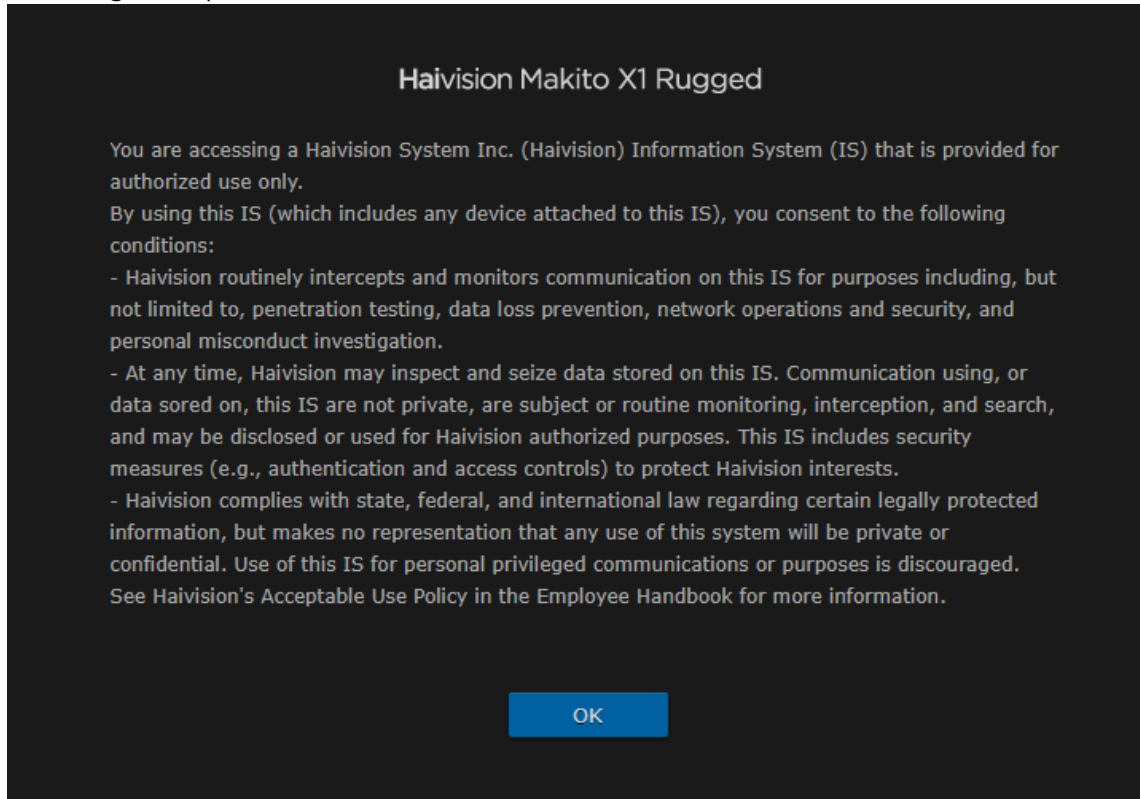 Haivision Makito X1 Rugged
You are accessing a Haivision System Inc. (Haivision) Information System (IS) that is provided for
authorized use only.
By using this IS (which includes any device attached to this IS), you consent to the following
conditions:
- Haivision routinely intercepts and monitors communication on this IS for purposes including, but
not limited to, penetration testing, data loss prevention, network operations and security, and
personal misconduct investigation.
- At any time, Haivision may inspect and seize data stored on this IS. Communication using, or
data sored on, this IS are not private, are subject or routine monitoring, interception, and search,
and may be disclosed or used for Haivision authorized purposes. This IS includes security
measures (e.g., authentication and access controls) to protect Haivision interests.
- Haivision complies with state, federal, and international law regarding certain legally protected
information, but makes no representation that any use of this system will be private or
confidential. Use of this IS for personal privileged communications or purposes is discouraged.
See Haivision's Acceptable Use Policy in the Employee Handbook for more information.
OK